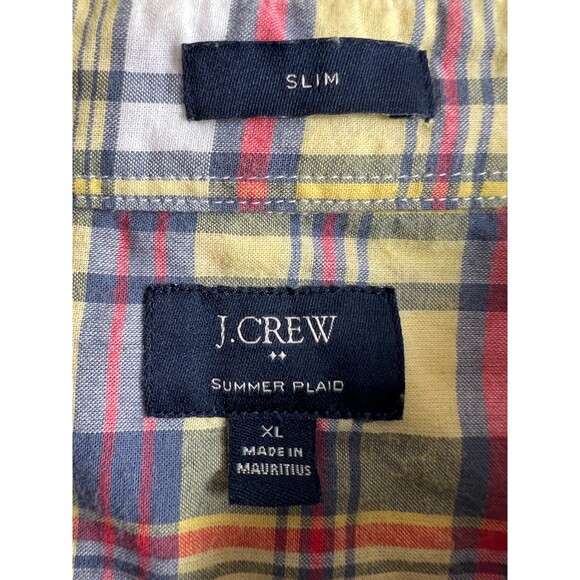 SLIM
J.CREW
SUMMER PLAID
XL
MADE IN
MAURITIUS